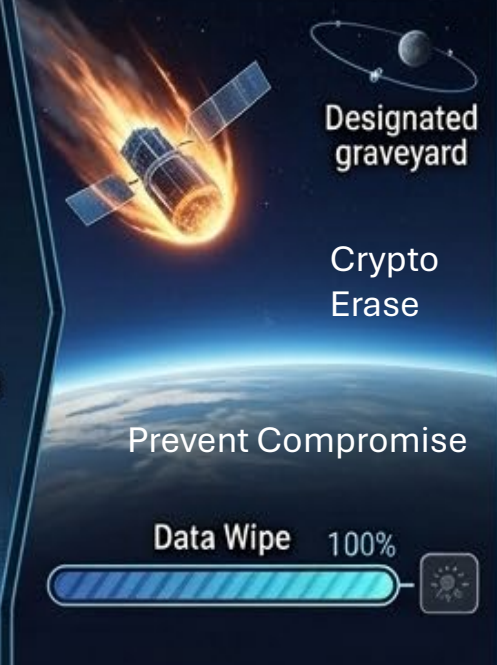 Designated
graveyard
Crypto
Erase
Prevent Compromise
Data Wipe 100%